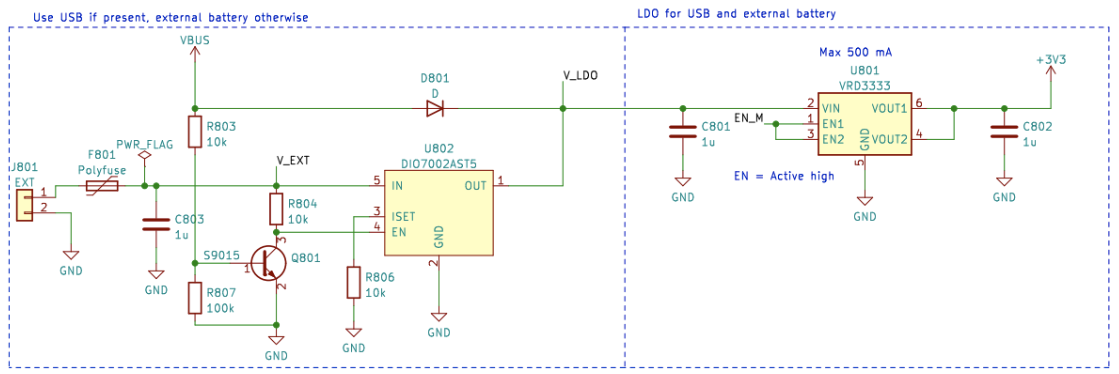 Use USB if present, external battery otherwise
LDO for USB and external battery
VBUS
D801
D
V_LDO
Max 500 mA
U801
VRD3333
+3V3
R803
10k
2 VIN VOUT1 6
EN_M
1 EN1
3 EN2 VOUT2 4
GND
5
C801
1u
C802
1u
GND
GND
GND
EN = Active high
PWR_FLAG
F801
Polyfuse
J801
EXT
1
2
V_EXT
U802
DIO7002AST5
5 IN OUT 1
3 ISET
4 EN
GND
2
R804
10k
C803
1u
S9015
3
Q801
1
2
R806
10k
R807
100k
GND
GND
GND
GND
GND